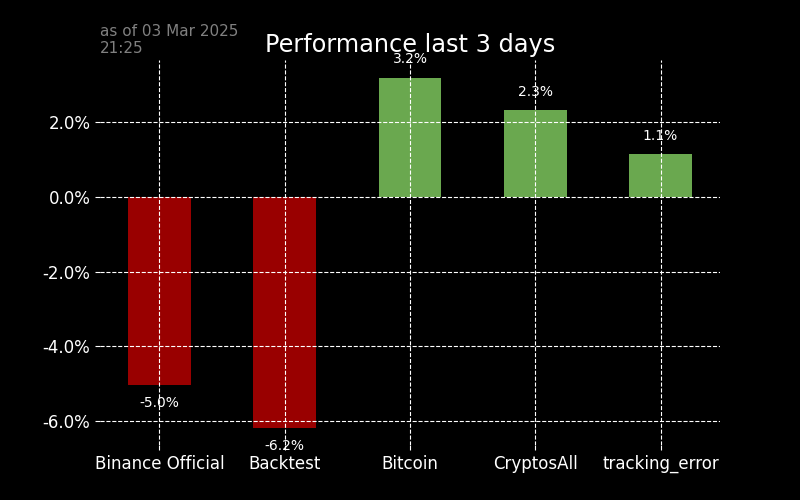 as of 03 Mar 2025
21:25
Performance last 3 days
3.2%
2.3%
1.1%
2.0%
0.0%
-2.0%
-4.0%
-6.0%
-5.0%
-6.2%
Binance Official
Backtest
Bitcoin
CryptosAll
tracking_error